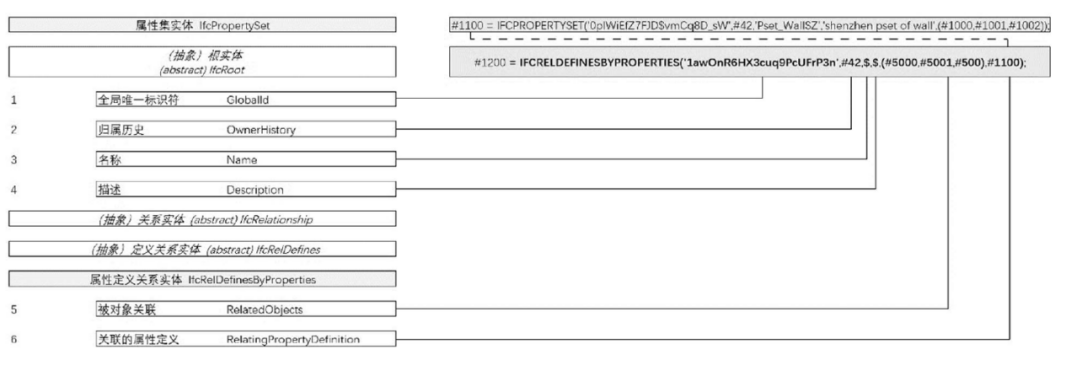 属性集实体 IfcPropertySet
#1100 = IFCPROPERTYSET('0pIWiEfZ7FJD$vmCq8D_sW',#42,'Pset_WallSZ','shenzhen pset of wall',(#1000,#1001,#1002));
(抽象) 根实体
(abstract) IfcRoot
#1200 = IFCRELDEFINESBYPROPERTIES('1awOnR6HX3cuq9PcUFrP3n',#42,$,$,(#5000,#5001,#500),#1100);
1 全局唯一标识符 GlobalId
2 归属历史 OwnerHistory
3 名称 Name
4 描述 Description
(抽象) 关系实体 (abstract) IfcRelationship
(抽象) 定义关系实体 (abstract) IfcRelDefines
属性定义关系实体 IfcRelDefinesByProperties
5 被对象关联 RelatedObjects
6 关联的属性定义 RelatingPropertyDefinition